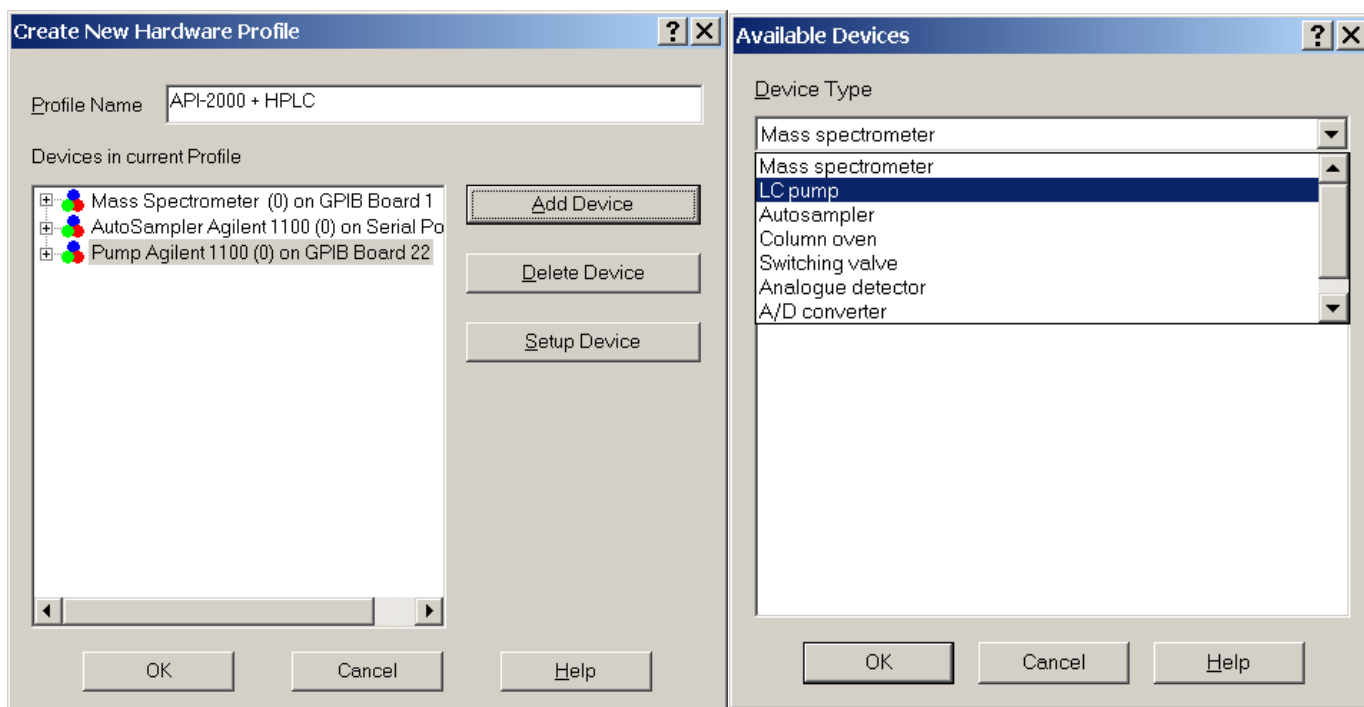 Create New Hardware Profile
Profile Name API-2000 + HPLC
Devices in current Profile
Mass Spectrometer (0) on GPIB Board 1
AutoSampler Agilent 1100 (0) on Serial Po
Pump Agilent 1100 (0) on GPIB Board 22
Add Device
Delete Device
Setup Device
OK Cancel Help
Available Devices
Device Type
Mass spectrometer
Mass spectrometer
LC pump
Autosampler
Column oven
Switching valve
Analogue detector
A/D converter
OK Cancel Help